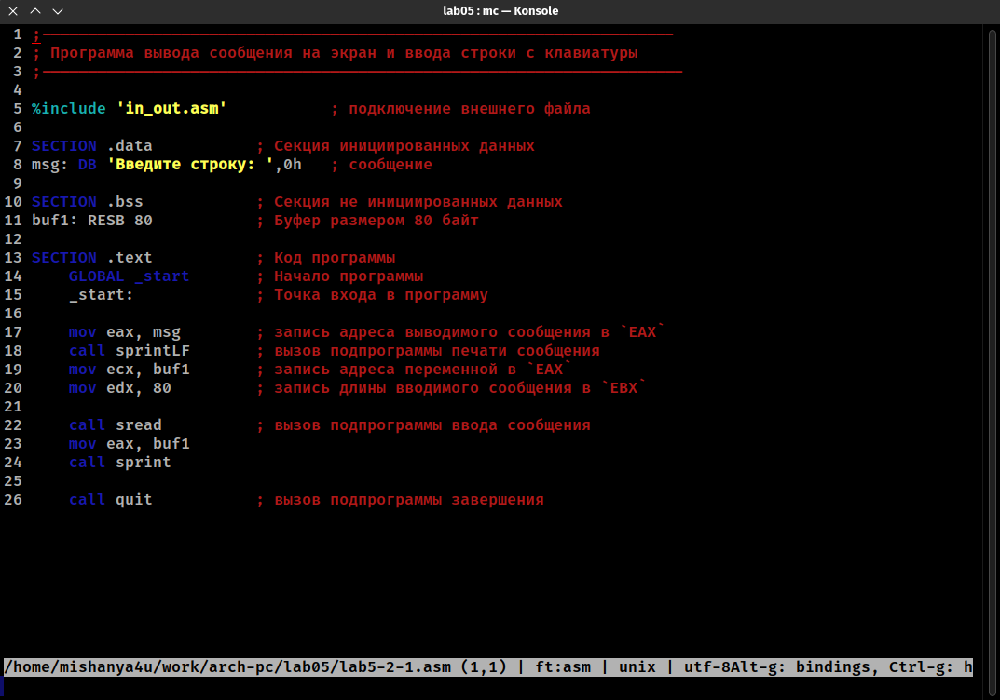 lab05 : mc — Konsole
1 ;————————————————————————————————————————————————————————————————————
2 ; Программа вывода сообщения на экран и ввода строки с клавиатуры
3 ;—————————————————————————————————————————————————————————————————————
4
5 %include 'in_out.asm' ; подключение внешнего файла
6
7 SECTION .data ; Секция инициированных данных
8 msg: DB 'Введите строку: ',0h ; сообщение
9
10 SECTION .bss ; Секция не инициированных данных
11 buf1: RESB 80 ; Буфер размером 80 байт
12
13 SECTION .text ; Код программы
14 GLOBAL _start ; Начало программы
15 _start: ; Точка входа в программу
16
17 mov eax, msg ; запись адреса выводимого сообщения в `EAX`
18 call sprintLF ; вызов подпрограммы печати сообщения
19 mov ecx, buf1 ; запись адреса переменной в `EAX`
20 mov edx, 80 ; запись длины вводимого сообщения в `EBX`
21
22 call sread ; вызов подпрограммы ввода сообщения
23 mov eax, buf1
24 call sprint
25
26 call quit ; вызов подпрограммы завершения
/home/mishanya4u/work/arch-pc/lab05/lab5-2-1.asm (1,1) | ft:asm | unix | utf-8Alt-g: bindings, Ctrl-g: h